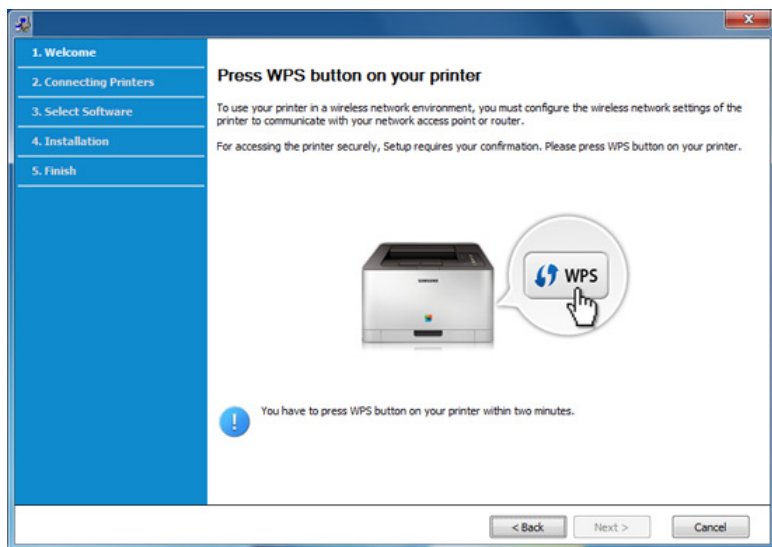 1. Welcome
2. Connecting Printers
3. Select Software
4. Installation
5. Finish
Press WPS button on your printer
To use your printer in a wireless network environment, you must configure the wireless network settings of the
printer to communicate with your network access point or router.
For accessing the printer securely, Setup requires your confirmation. Please press WPS button on your printer.
SAMSUNG
WPS
You have to press WPS button on your printer within two minutes.
< Back
Next >
Cancel